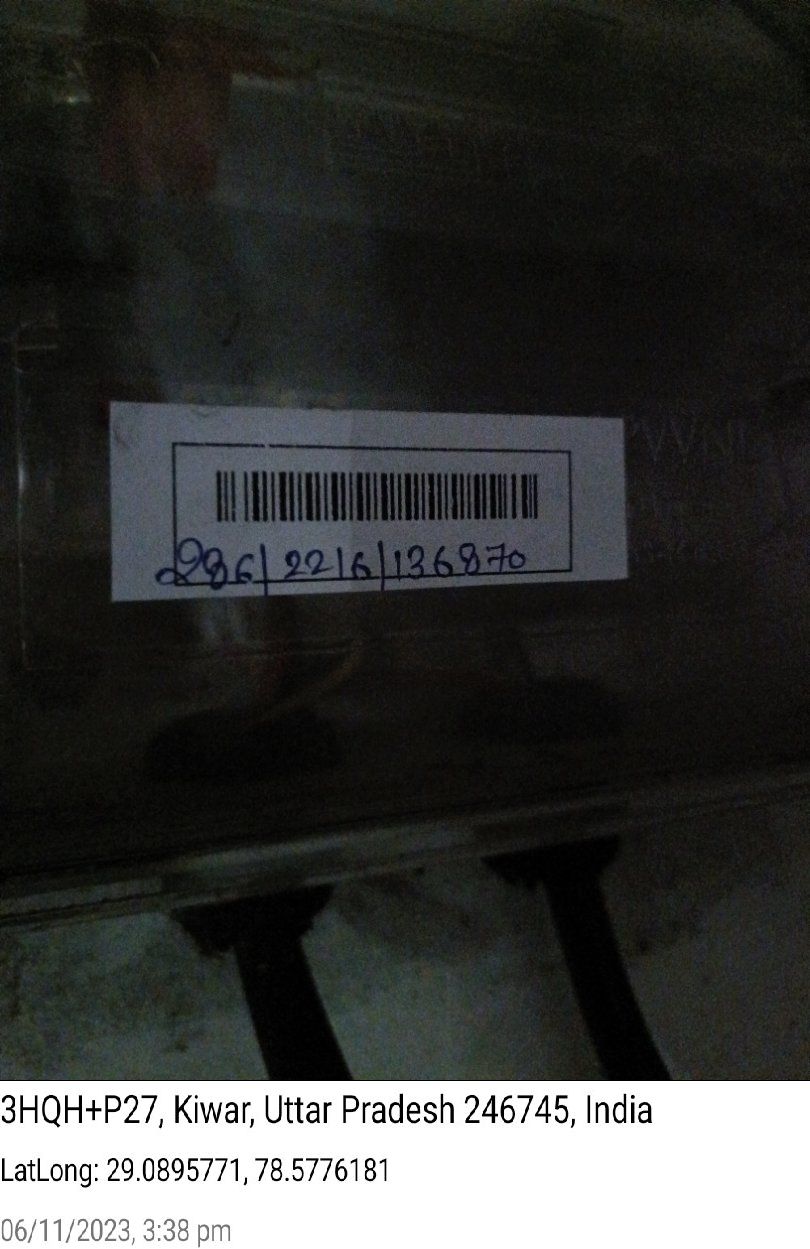 286/2216/136870
3HQH+P27, Kiwar, Uttar Pradesh 246745, India
LatLong: 29.0895771, 78.5776181
06/11/2023, 3:38 pm